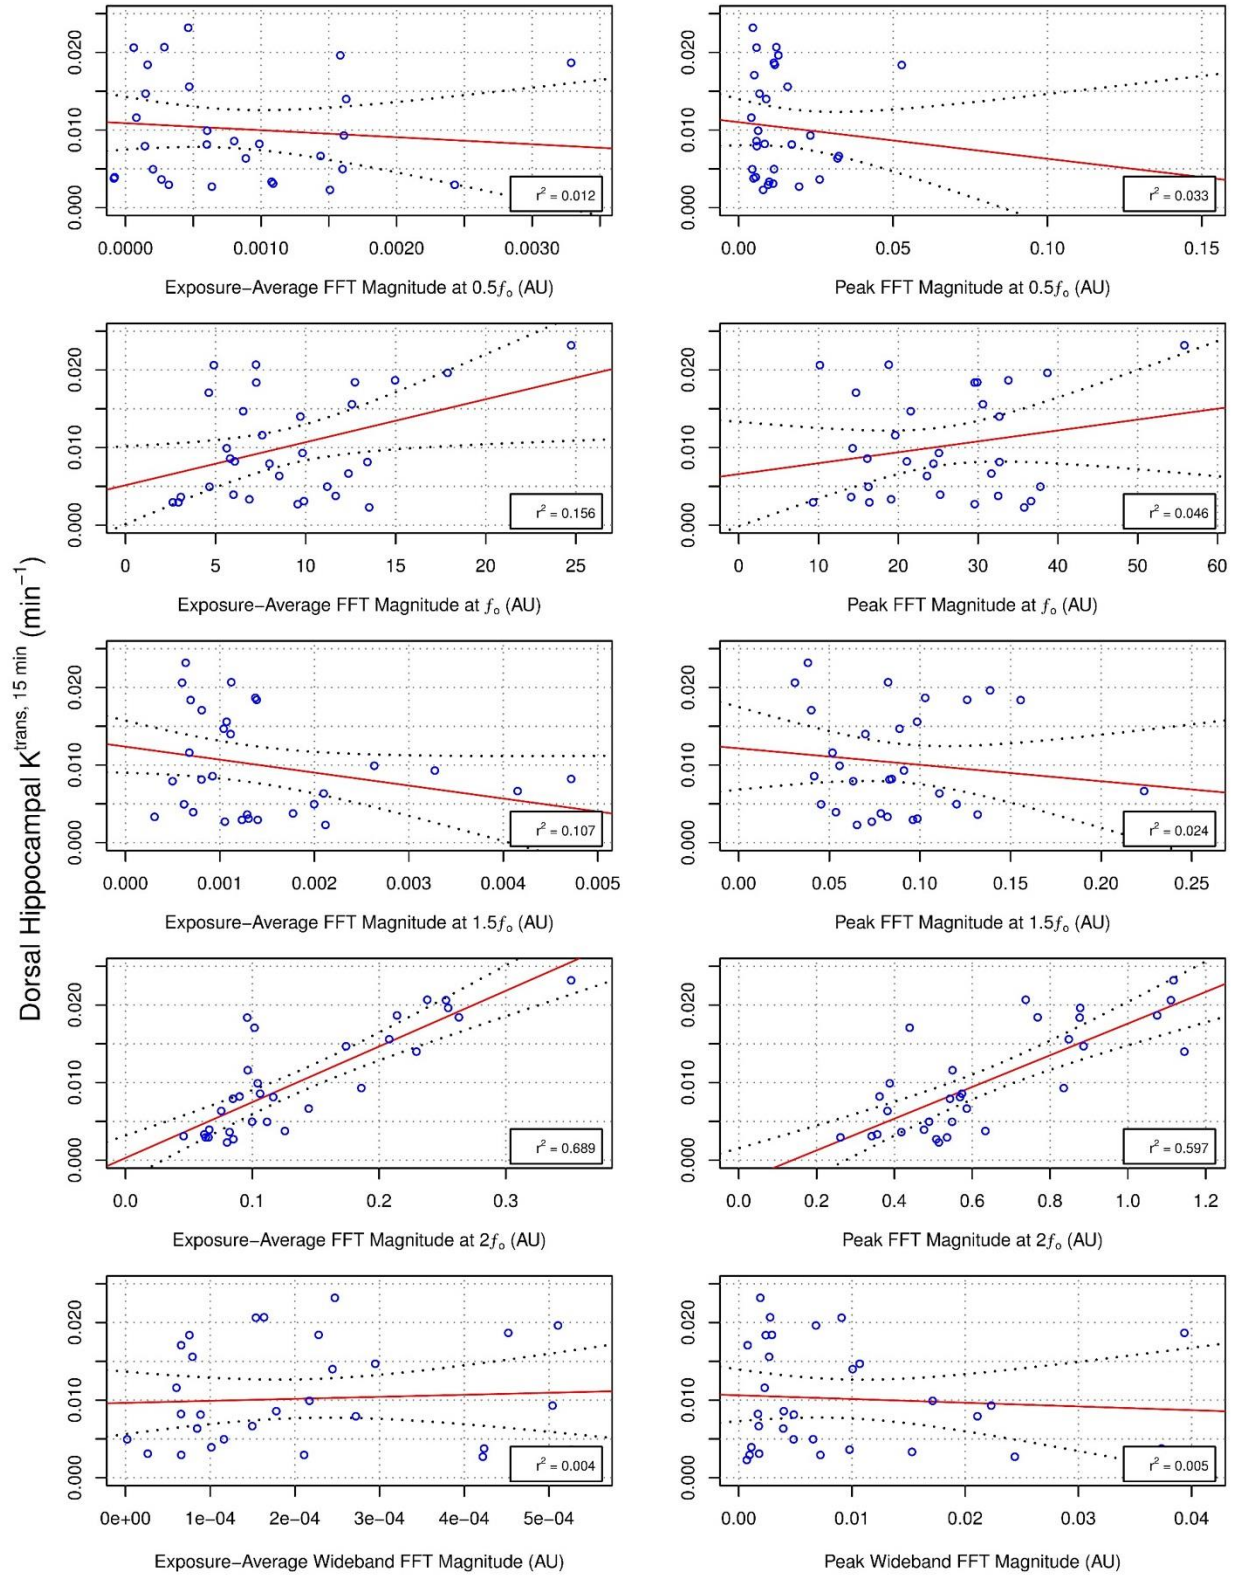 Dorsal Hippocampal K^trans, 15 min (min⁻¹)
0.000 0.010 0.020
r² = 0.012
0.0000 0.0010 0.0020 0.0030
Exposure−Average FFT Magnitude at 0.5fₒ (AU)
0.000 0.010 0.020
r² = 0.033
0.00 0.05 0.10 0.15
Peak FFT Magnitude at 0.5fₒ (AU)
0.000 0.010 0.020
r² = 0.156
0 5 10 15 20 25
Exposure−Average FFT Magnitude at fₒ (AU)
0.000 0.010 0.020
r² = 0.046
0 10 20 30 40 50 60
Peak FFT Magnitude at fₒ (AU)
0.000 0.010 0.020
r² = 0.107
0.000 0.001 0.002 0.003 0.004 0.005
Exposure−Average FFT Magnitude at 1.5fₒ (AU)
0.000 0.010 0.020
r² = 0.024
0.00 0.05 0.10 0.15 0.20 0.25
Peak FFT Magnitude at 1.5fₒ (AU)
0.000 0.010 0.020
r² = 0.689
0.0 0.1 0.2 0.3
Exposure−Average FFT Magnitude at 2fₒ (AU)
0.000 0.010 0.020
r² = 0.597
0.0 0.2 0.4 0.6 0.8 1.0 1.2
Peak FFT Magnitude at 2fₒ (AU)
0.000 0.010 0.020
r² = 0.004
0e+00 1e−04 2e−04 3e−04 4e−04 5e−04
Exposure−Average Wideband FFT Magnitude (AU)
0.000 0.010 0.020
r² = 0.005
0.00 0.01 0.02 0.03 0.04
Peak Wideband FFT Magnitude (AU)